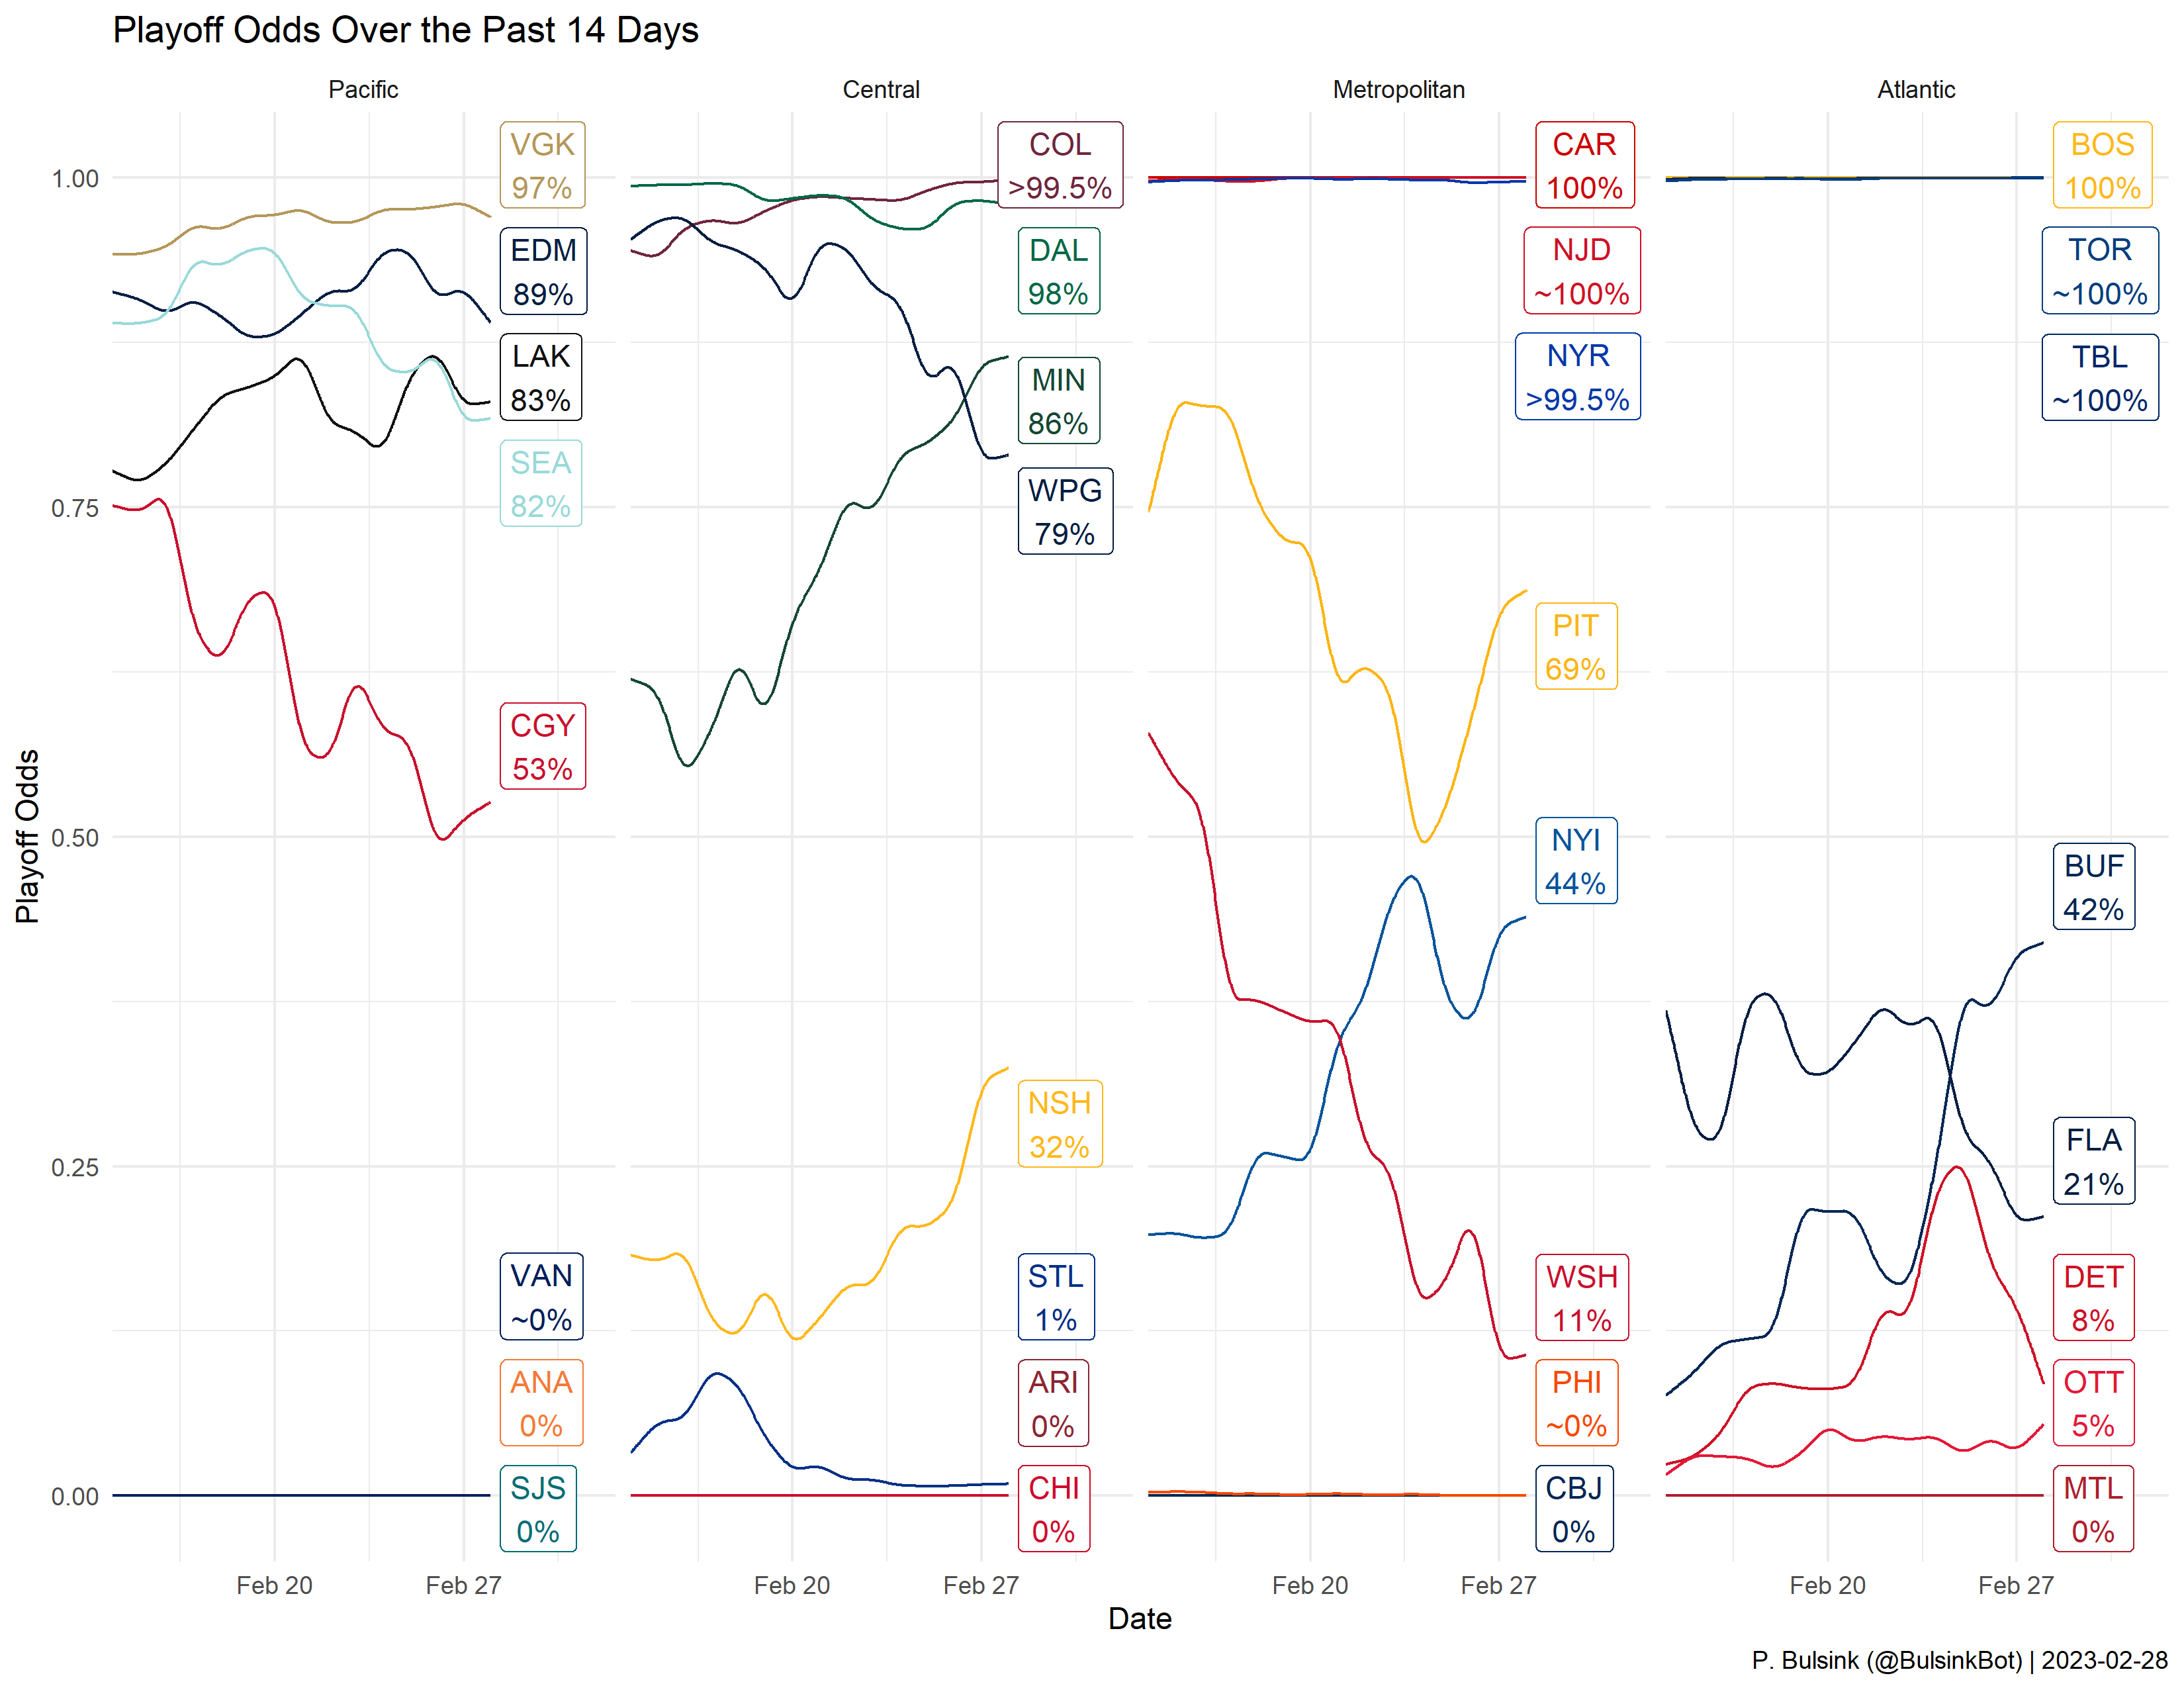 Playoff Odds Over the Past 14 Days
Pacific
Central
Metropolitan
Atlantic
Playoff Odds
1.00
0.75
0.50
0.25
0.00
VGK
97%
EDM
89%
LAK
83%
SEA
82%
CGY
53%
VAN
~0%
ANA
0%
SJS
0%
COL
>99.5%
DAL
98%
MIN
86%
WPG
79%
NSH
32%
STL
1%
ARI
0%
CHI
0%
CAR
100%
NJD
~100%
NYR
>99.5%
PIT
69%
NYI
44%
WSH
11%
PHI
~0%
CBJ
0%
BOS
100%
TOR
~100%
TBL
~100%
BUF
42%
FLA
21%
DET
8%
OTT
5%
MTL
0%
Feb 20
Feb 27
Feb 20
Feb 27
Feb 20
Feb 27
Feb 20
Feb 27
Date
P. Bulsink (@BulsinkBot) | 2023-02-28